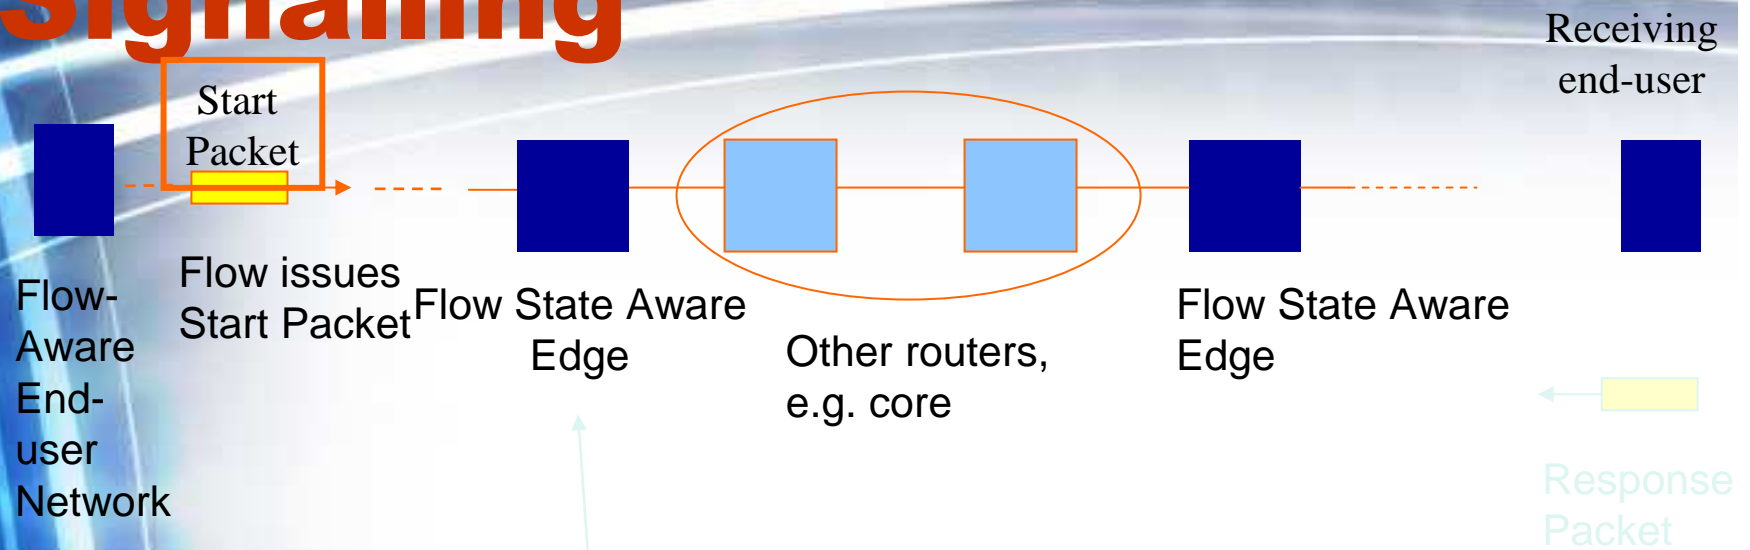 Signalling
Receiving
end-user
Start
Packet
Flow issues
Start Packet
Flow-
Aware
End-
user
Network
Flow State Aware
Edge
Other routers,
e.g. core
Flow State Aware
Edge
Response
Packet